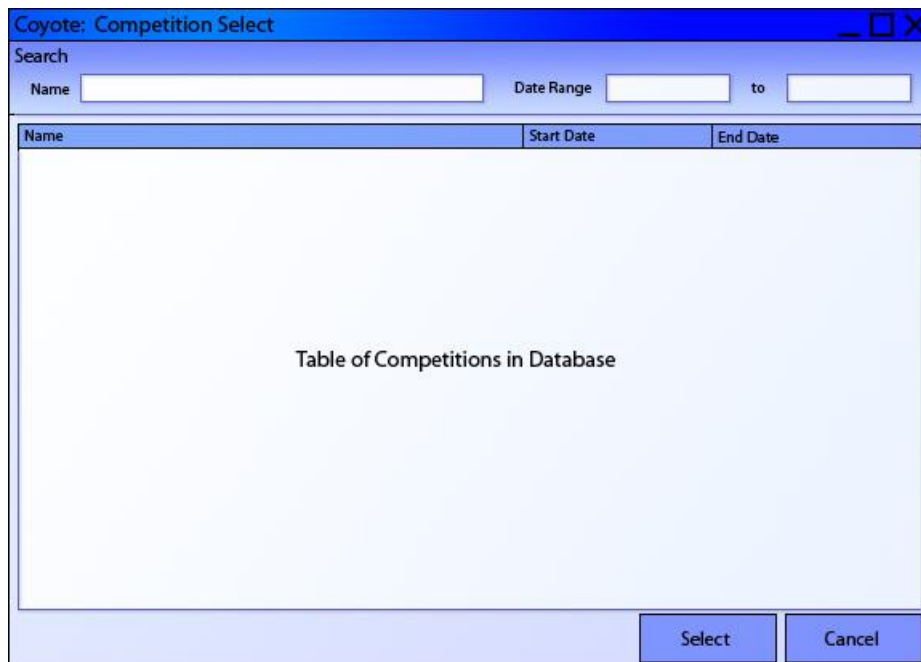 Coyote: Competition Select
Search
Name Date Range to
Name Start Date End Date
Table of Competitions in Database
Select Cancel